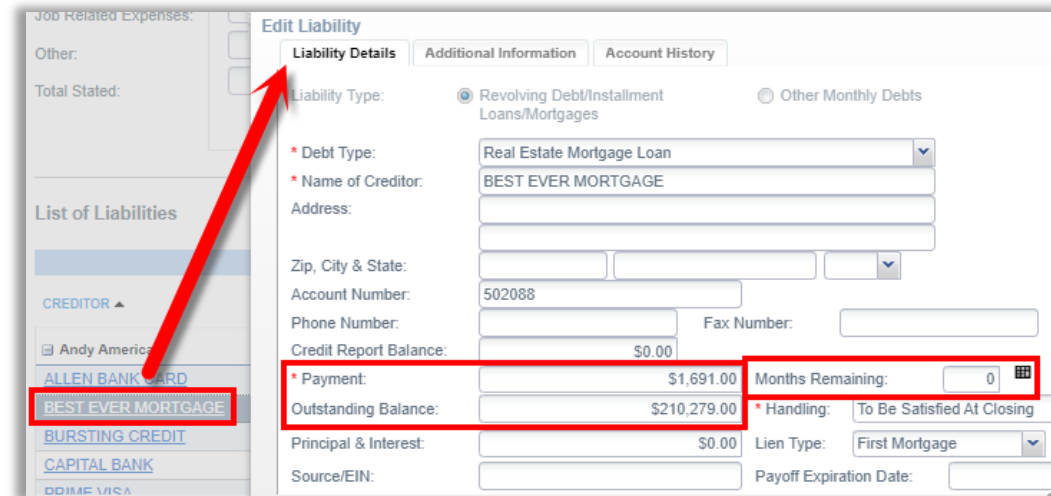 Job Related Expenses:
Other:
Total Stated:
List of Liabilities
CREDITOR
Andy America
ALLEN BANK CARD
BEST EVER MORTGAGE
BURSTING CREDIT
CAPITAL BANK
PRIME VISA
Edit Liability
Liability Details Additional Information Account History
Liability Type: Revolving Debt/Installment Other Monthly Debts
Loans/Mortgages
* Debt Type: Real Estate Mortgage Loan
* Name of Creditor: BEST EVER MORTGAGE
Address:
Zip, City & State:
Account Number: 502088
Phone Number: Fax Number:
Credit Report Balance: $0.00
* Payment: $1,691.00 Months Remaining: 0
Outstanding Balance: $210,279.00 * Handling: To Be Satisfied At Closing
Principal & Interest: $0.00 Lien Type: First Mortgage
Source/EIN: Payoff Expiration Date: